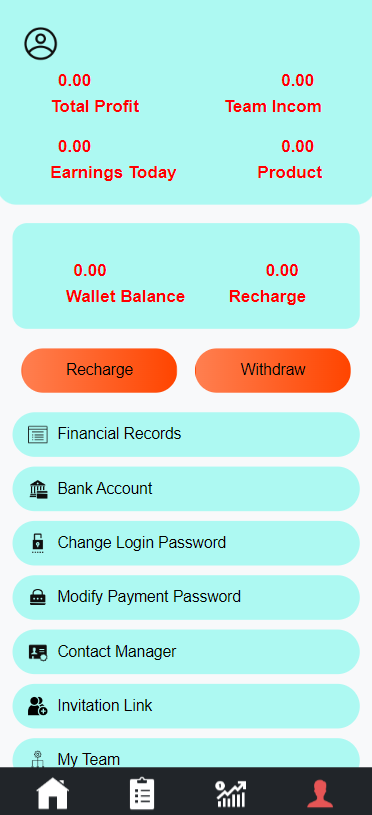 0.00 0.00
Total Profit Team Incom
0.00 0.00
Earnings Today Product
0.00 0.00
Wallet Balance Recharge
Recharge Withdraw
Financial Records
Bank Account
Change Login Password
Modify Payment Password
Contact Manager
Invitation Link
My Team